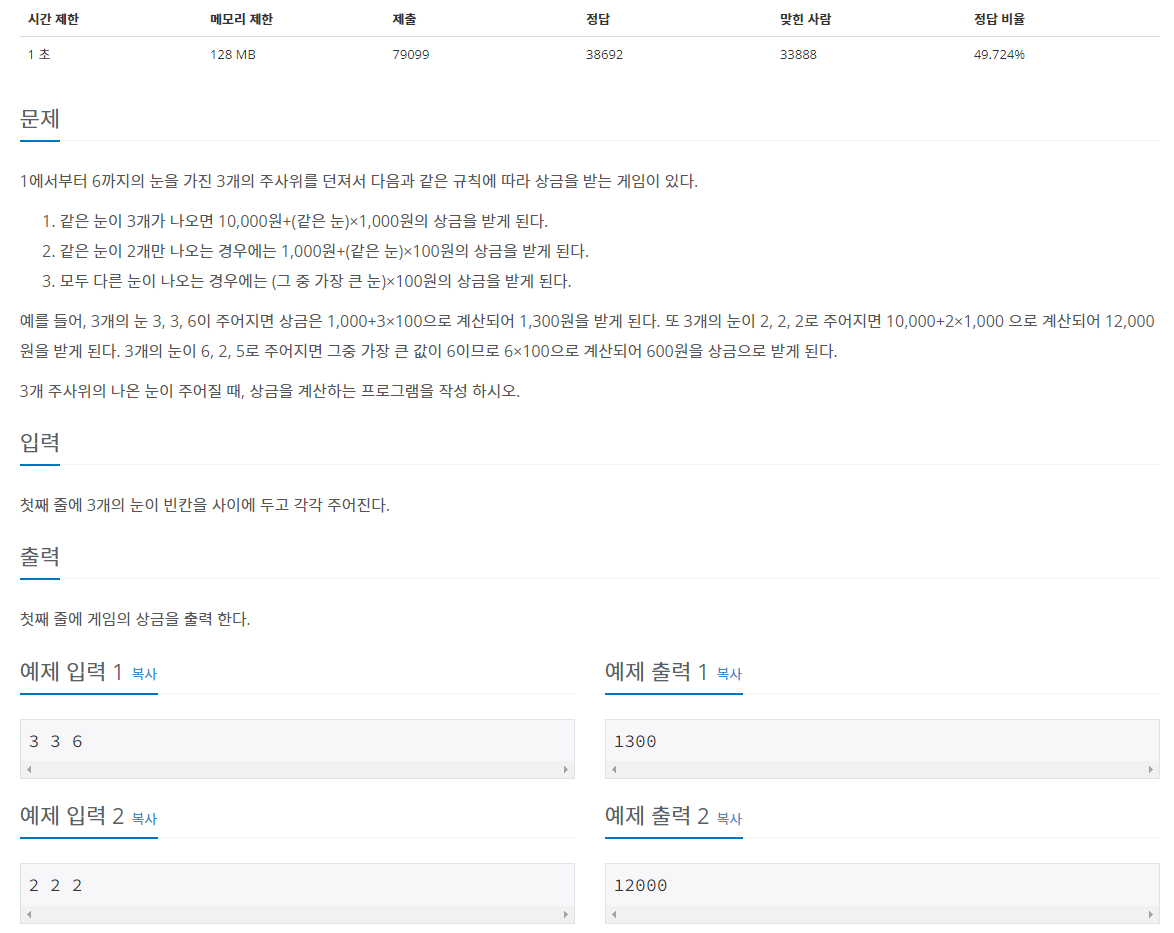 시간 제한 메모리 제한 제출 정답 맞힌 사람 정답 비율
1 초 128 MB 79099 38692 33888 49.724%
문제
1에서부터 6까지의 눈을 가진 3개의 주사위를 던져서 다음과 같은 규칙에 따라 상금을 받는 게임이 있다.
1. 같은 눈이 3개가 나오면 10,000원+(같은 눈)×1,000원의 상금을 받게 된다.
2. 같은 눈이 2개만 나오는 경우에는 1,000원+(같은 눈)×100원의 상금을 받게 된다.
3. 모두 다른 눈이 나오는 경우에는 (그 중 가장 큰 눈)×100원의 상금을 받게 된다.
예를 들어, 3개의 눈 3, 3, 6이 주어지면 상금은 1,000+3×100으로 계산되어 1,300원을 받게 된다. 또 3개의 눈이 2, 2, 2로 주어지면 10,000+2×1,000 으로 계산되어 12,000
원을 받게 된다. 3개의 눈이 6, 2, 5로 주어지면 그중 가장 큰 값이 6이므로 6×100으로 계산되어 600원을 상금으로 받게 된다.
3개 주사위의 나온 눈이 주어질 때, 상금을 계산하는 프로그램을 작성 하시오.
입력
첫째 줄에 3개의 눈이 빈칸을 사이에 두고 각각 주어진다.
출력
첫째 줄에 게임의 상금을 출력 한다.
예제 입력 1 복사
3 3 6
예제 출력 1 복사
1300
예제 입력 2 복사
2 2 2
예제 출력 2 복사
12000